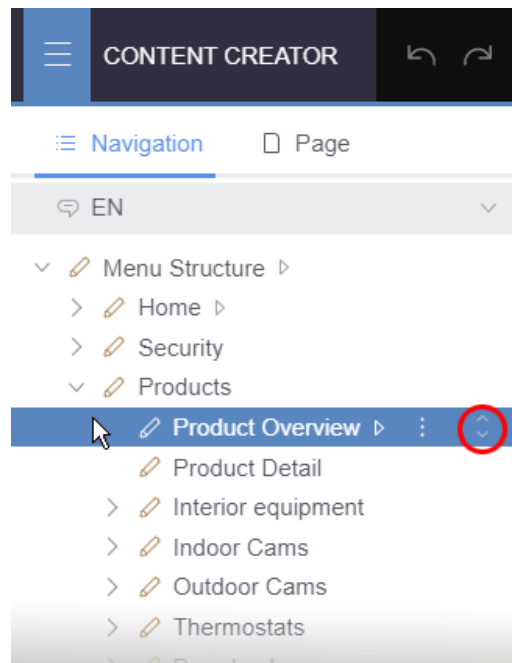 CONTENT CREATOR
Navigation Page
EN
Menu Structure
Home
Security
Products
Product Overview
Product Detail
Interior equipment
Indoor Cams
Outdoor Cams
Thermostats